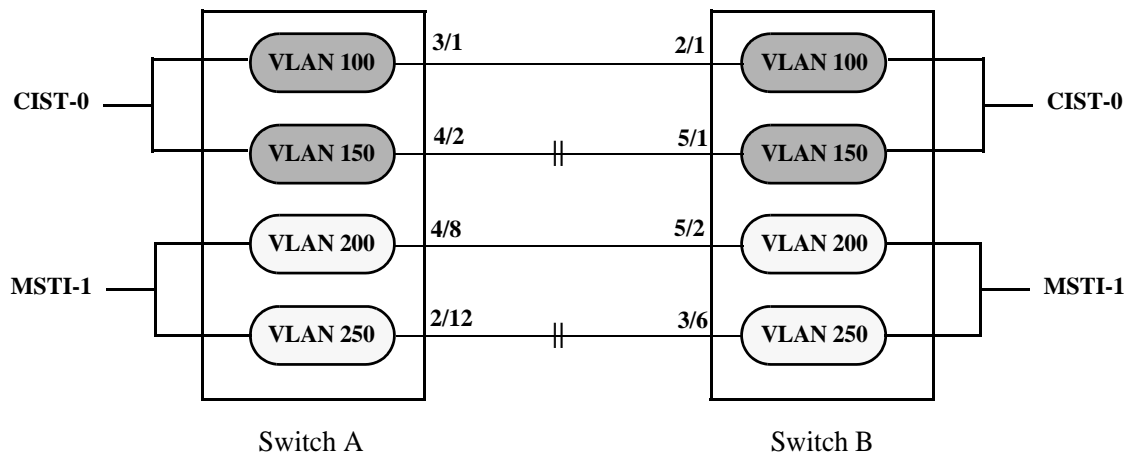 3/1 2/1
VLAN 100 VLAN 100
CIST-0 CIST-0
4/2 5/1
VLAN 150 VLAN 150
4/8 5/2
VLAN 200 VLAN 200
MSTI-1 MSTI-1
2/12 3/6
VLAN 250 VLAN 250
Switch A Switch B